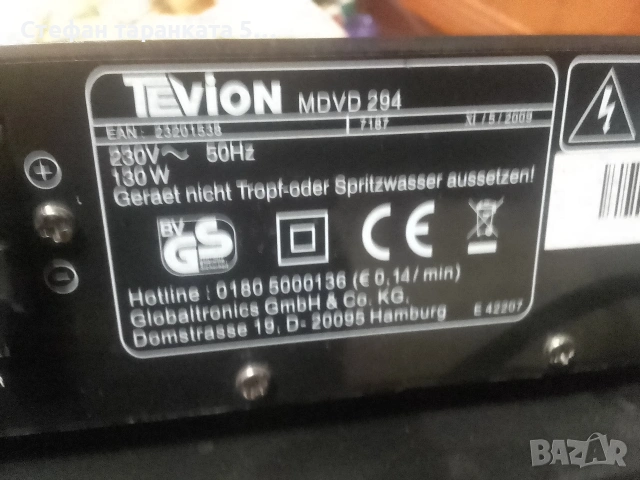 Стефан таранката 5...
TEVION MDVD 294
EAN: 23201538 7187 XI/5/2009
230V~ 50Hz
130 W
Geraet nicht Tropf-oder Spritzwasser aussetzen!
BV
GS
CE
Hotline : 0180 5000136 (€ 0,14/min)
Globaltronics GmbH & Co. KG.
Domstrasse 19, D- 20095 Hamburg E 42207
BAZAR